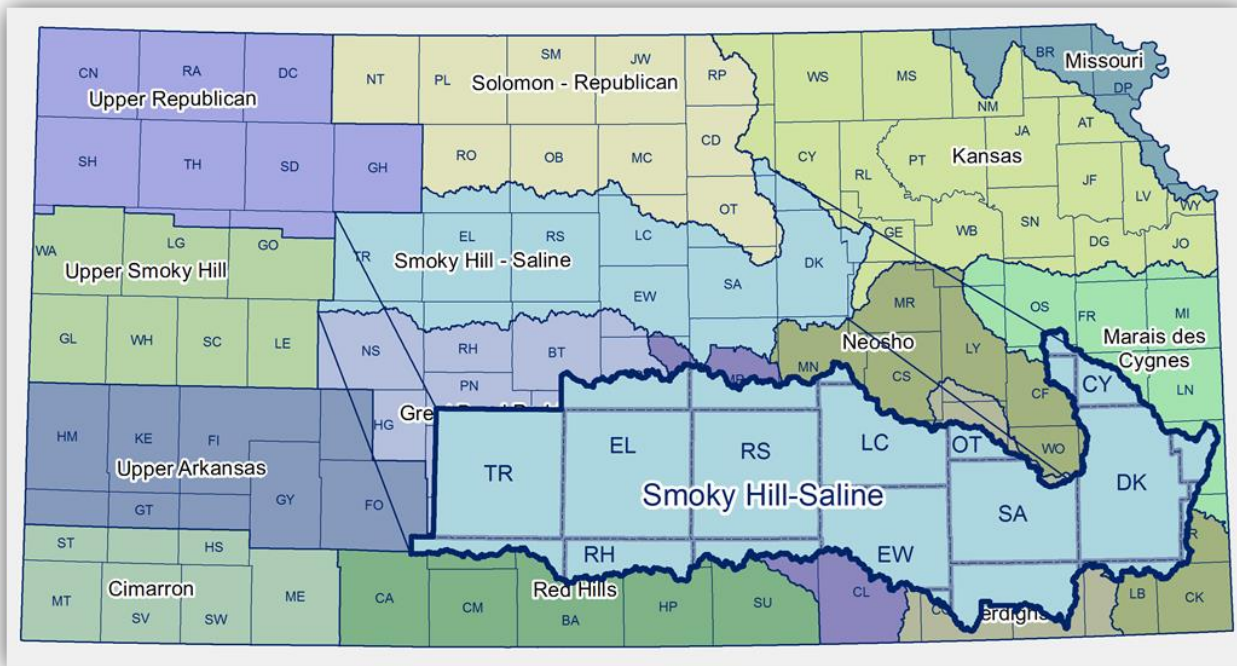 CN RA DC NT PL SM JW RP WS MS NM BR DP
Upper Republican
Solomon - Republican
Missouri
SH TH SD GH RO OB MC CD CY RL PT JA AT
Kansas
JF LV WY
OT GE WB SN DG JO
WA LG GO TR EL RS LC SA DK
Upper Smoky Hill
Smoky Hill - Saline
EW MR OS FR MI
GL WH SC LE NS RH BT MN
Neosho
LY
Marais des
Cygnes
PN CS CF LN
HG
HM KE FI
Upper Arkansas
GT GY FO WO
CY
TR EL RS LC OT SA DK
Smoky Hill-Saline
RH EW
ST HS
Cimarron
MT SV SW ME
CA CM BA HP SU CL
Red Hills
LB CK